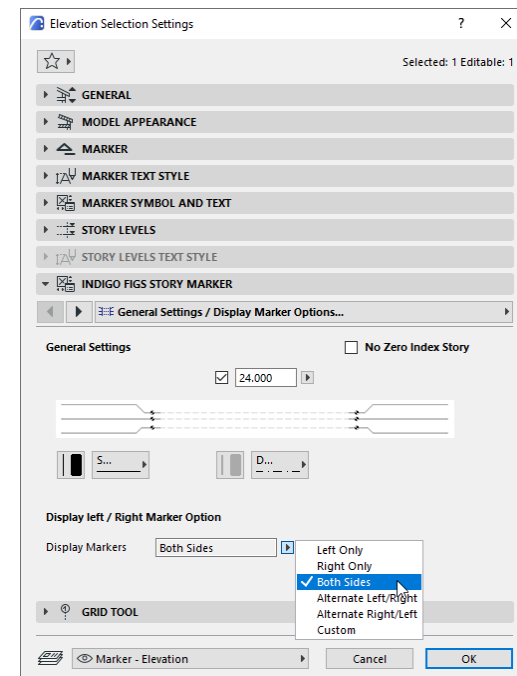 Elevation Selection Settings
?
Selected: 1 Editable: 1
GENERAL
MODEL APPEARANCE
MARKER
MARKER TEXT STYLE
MARKER SYMBOL AND TEXT
STORY LEVELS
STORY LEVELS TEXT STYLE
INDIGO FIGS STORY MARKER
General Settings / Display Marker Options...
General Settings
No Zero Index Story
24.000
S... D...
Display left / Right Marker Option
Display Markers Both Sides
Left Only
Right Only
Both Sides
Alternate Left/Right
Alternate Right/Left
Custom
GRID TOOL
Marker - Elevation
Cancel OK